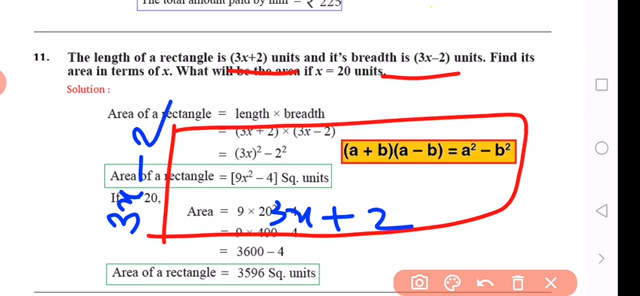 11. The length of a rectangle is (3x+2) units and it's breadth is (3x–2) units. Find its
area in terms of x. What will be the area if x = 20 units.
Solution :
Area of a rectangle = length × breadth
= (3x + 2) × (3x – 2)
= (3x)² – 2²
(a + b)(a – b) = a² – b²
Area of a rectangle = [9x² – 4] Sq. units
If 20,
Area = 9 × 20²
= 9 × 400 – 4
= 3600 – 4
Area of a rectangle = 3596 Sq. units
3x – 2
3x + 2